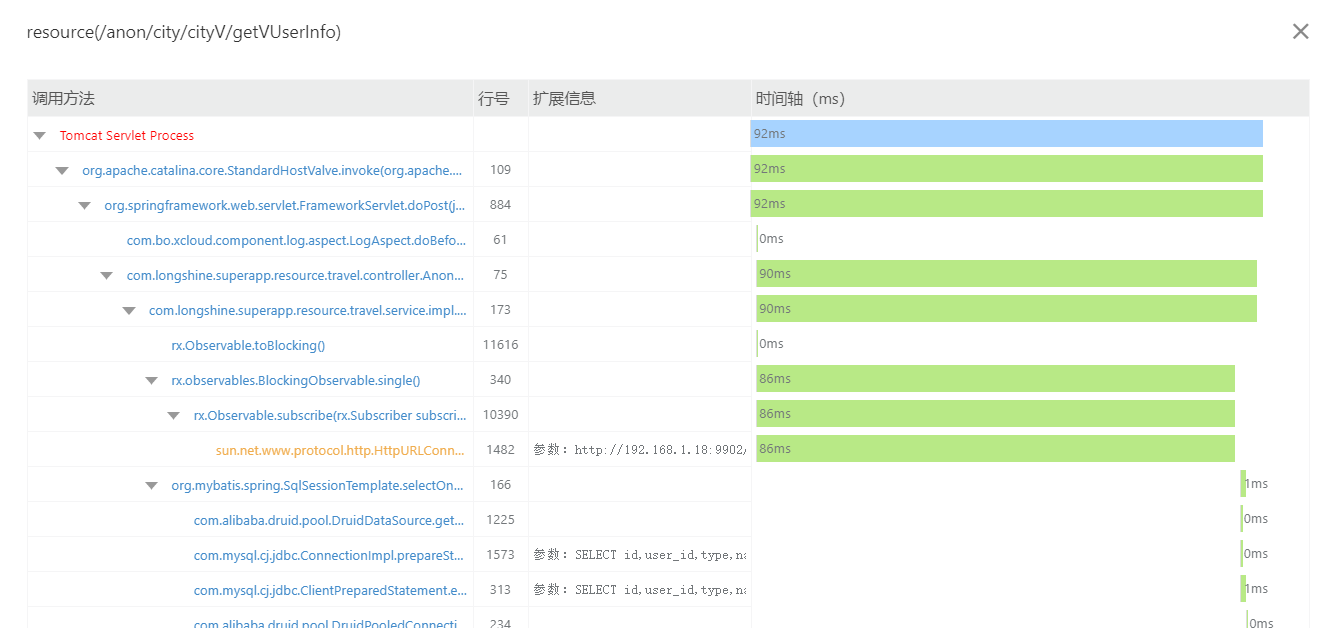 resource(/anon/city/cityV/getVUserInfo)
调用方法 行号 扩展信息 时间轴（ms）
Tomcat Servlet Process 92ms
org.apache.catalina.core.StandardHostValve.invoke(org.apache.... 109 92ms
org.springframework.web.servlet.FrameworkServlet.doPost(j... 884 92ms
com.bo.xcloud.component.log.aspect.LogAspect.doBefo... 61 0ms
com.longshine.superapp.resource.travel.controller.Anon... 75 90ms
com.longshine.superapp.resource.travel.service.impl.... 173 90ms
rx.Observable.toBlocking() 11616 0ms
rx.observables.BlockingObservable.single() 340 86ms
rx.Observable.subscribe(rx.Subscriber subscri... 10390 86ms
sun.net.www.protocol.http.HttpURLConn... 1482 参数：http://192.168.1.18:9902/ 86ms
org.mybatis.spring.SqlSessionTemplate.selectOn... 166 1ms
com.alibaba.druid.pool.DruidDataSource.get... 1225 0ms
com.mysql.cj.jdbc.ConnectionImpl.prepareSt... 1573 参数：SELECT id,user_id,type,na 0ms
com.mysql.cj.jdbc.ClientPreparedStatement.e... 313 参数：SELECT id,user_id,type,na 1ms
com.alibaba.druid.pool.DruidPooledConnecti... 234 0ms